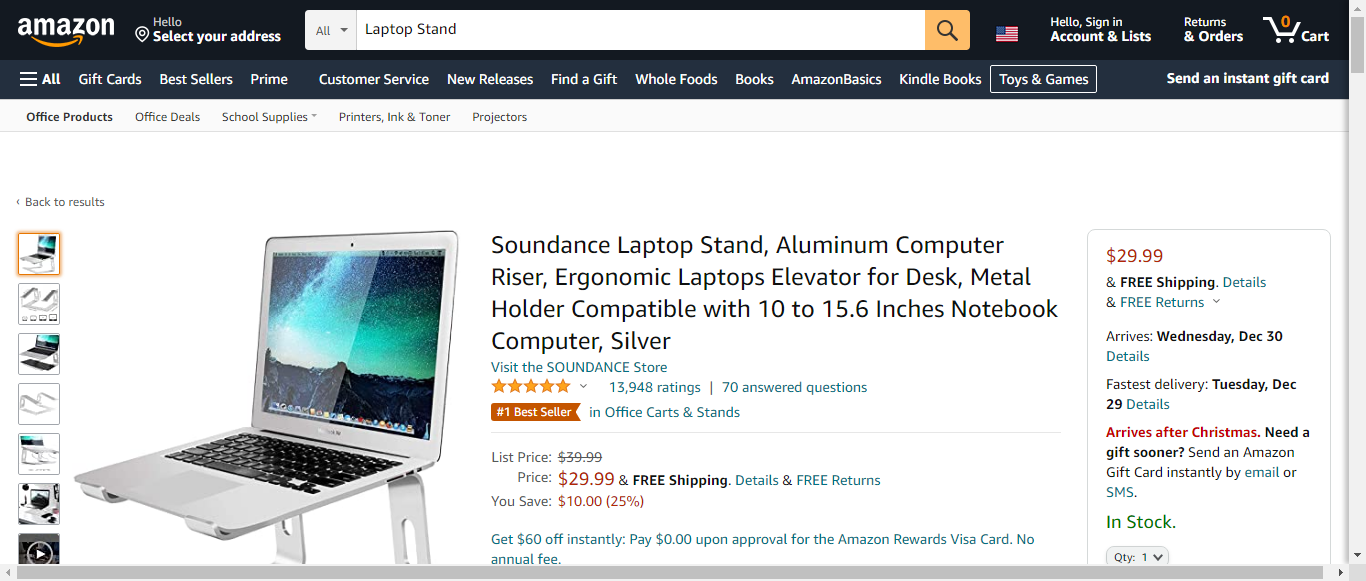 amazon
Hello
Select your address
All
Laptop Stand
Hello, Sign in
Account & Lists
Returns
& Orders
0
Cart
All
Gift Cards
Best Sellers
Prime
Customer Service
New Releases
Find a Gift
Whole Foods
Books
AmazonBasics
Kindle Books
Toys & Games
Send an instant gift card
Office Products
Office Deals
School Supplies
Printers, Ink & Toner
Projectors
‹ Back to results
Soundance Laptop Stand, Aluminum Computer
Riser, Ergonomic Laptops Elevator for Desk, Metal
Holder Compatible with 10 to 15.6 Inches Notebook
Computer, Silver
Visit the SOUNDANCE Store
13,948 ratings | 70 answered questions
#1 Best Seller in Office Carts & Stands
List Price: $39.99
Price: $29.99 & FREE Shipping. Details & FREE Returns
You Save: $10.00 (25%)
Get $60 off instantly: Pay $0.00 upon approval for the Amazon Rewards Visa Card. No
annual fee.
$29.99
& FREE Shipping. Details
& FREE Returns
Arrives: Wednesday, Dec 30
Details
Fastest delivery: Tuesday, Dec
29 Details
Arrives after Christmas. Need a
gift sooner? Send an Amazon
Gift Card instantly by email or
SMS.
In Stock.
Qty: 1